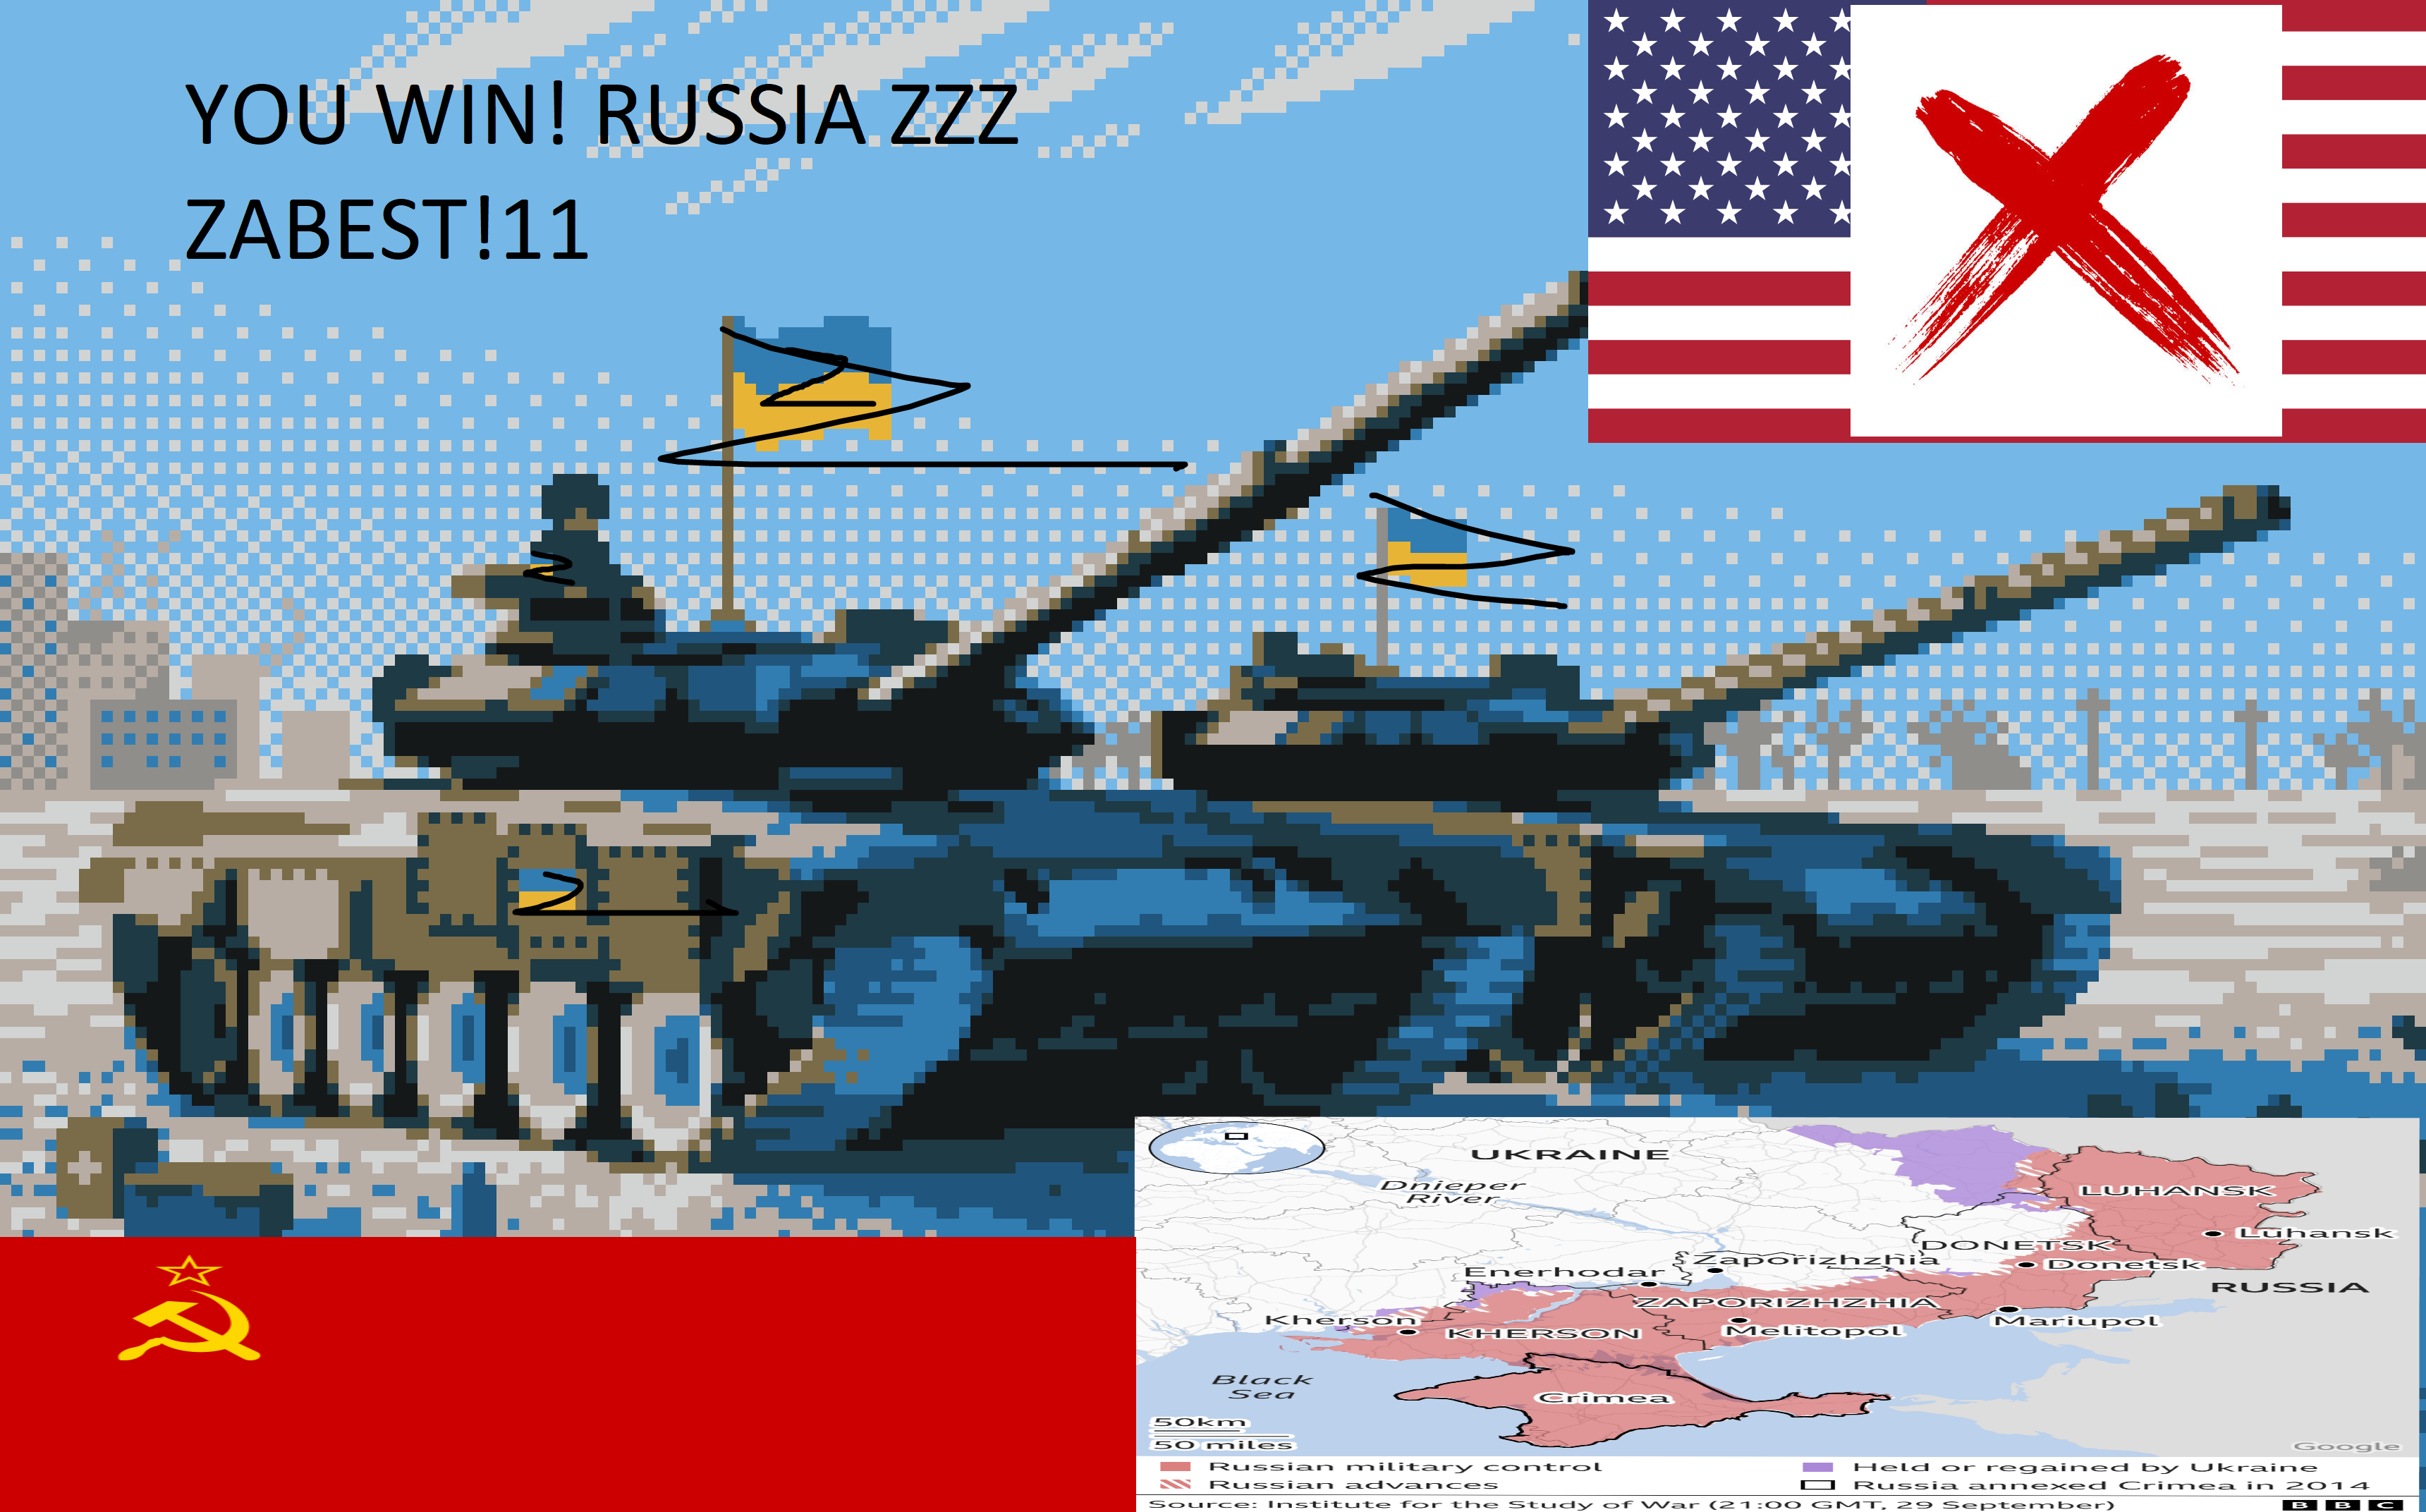 YOU WIN! RUSSIA ZZZ
ZABEST!11
Z
Z
Z
Z
Z
UKRAINE
Dnieper
River
LUHANSK
Luhansk
DONETSK
Donetsk
Zaporizhzhia
Enerhodar
RUSSIA
ZAPORIZHZHIA
Mariupol
Kherson
KHERSON
Melitopol
Black
Sea
Crimea
50km
50 miles
Google
Russian military control
Held or regained by Ukraine
Russian advances
Russia annexed Crimea in 2014
Source: Institute for the Study of War (21:00 GMT, 29 September)
BBC